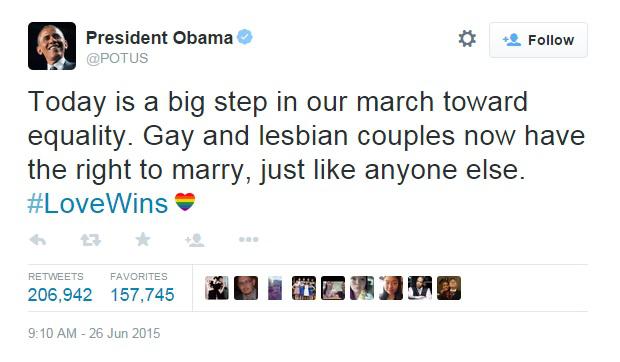 President Obama
@POTUS
Follow
Today is a big step in our march toward
equality. Gay and lesbian couples now have
the right to marry, just like anyone else.
#LoveWins
RETWEETS FAVORITES
206,942 157,745
9:10 AM - 26 Jun 2015